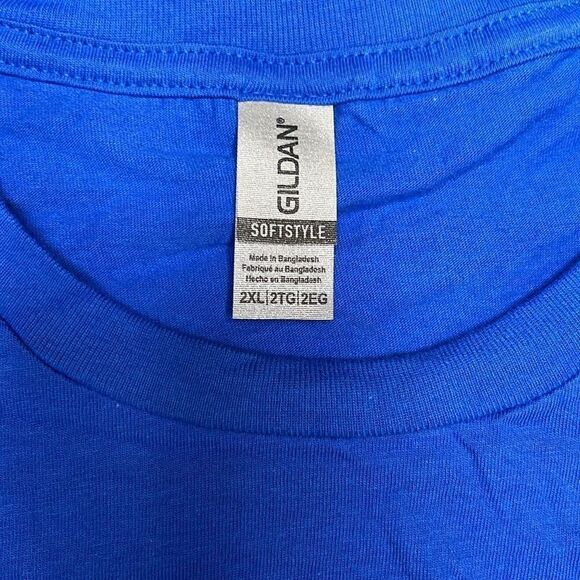 GILDAN®
SOFTSTYLE
Made in Bangladesh
Fabriqué au Bangladesh
Hecho en Bangladesh
2XL|2TG|2EG